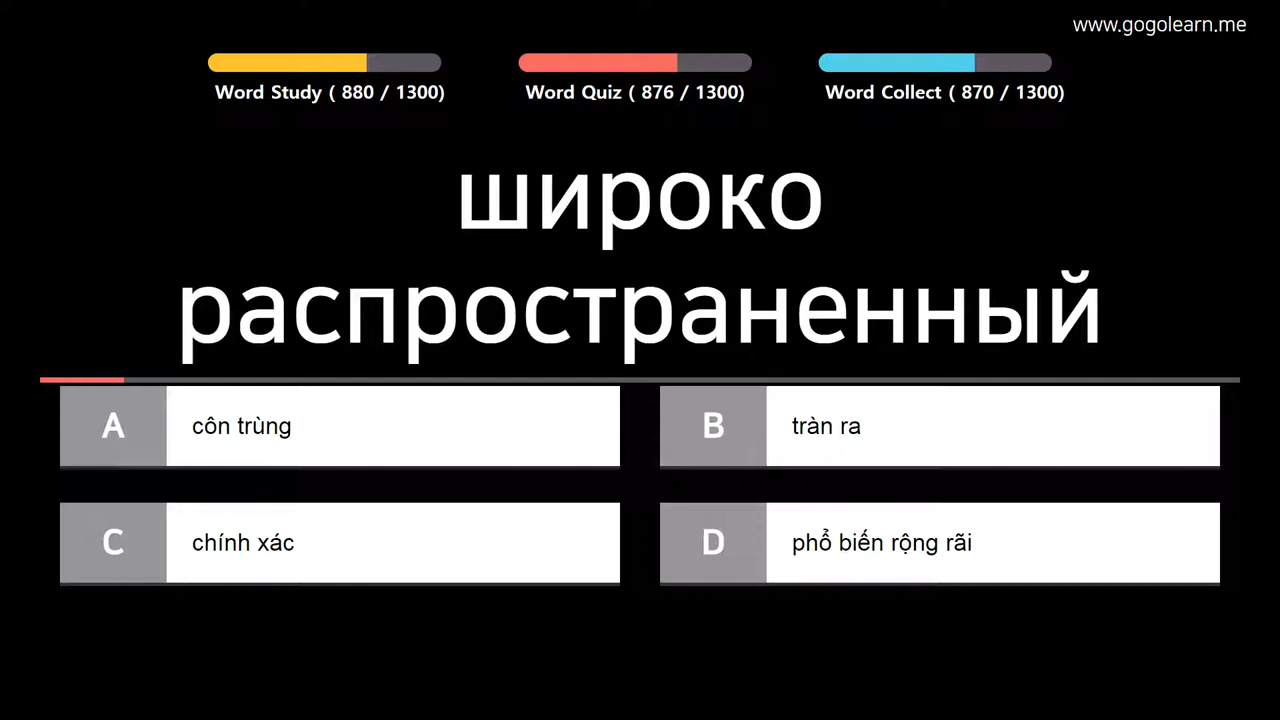 www.gogolearn.me
Word Study ( 880 / 1300)
Word Quiz ( 876 / 1300)
Word Collect ( 870 / 1300)
широко
распространенный
A
côn trùng
B
tràn ra
C
chính xác
D
phổ biến rộng rãi